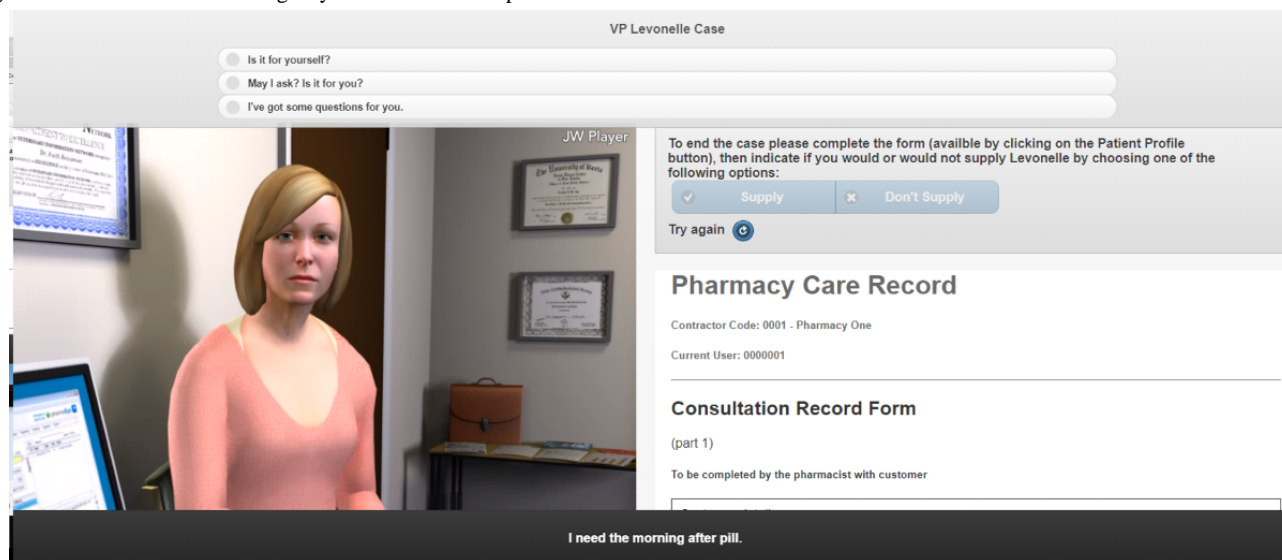 VP Levonelle Case
Is it for yourself?
May I ask? Is it for you?
I've got some questions for you.
JW Player
To end the case please complete the form (availble by clicking on the Patient Profile
button), then indicate if you would or would not supply Levonelle by choosing one of the
following options:
Supply
Don't Supply
Try again
Pharmacy Care Record
Contractor Code: 0001 - Pharmacy One
Current User: 0000001
Consultation Record Form
(part 1)
To be completed by the pharmacist with customer
I need the morning after pill.